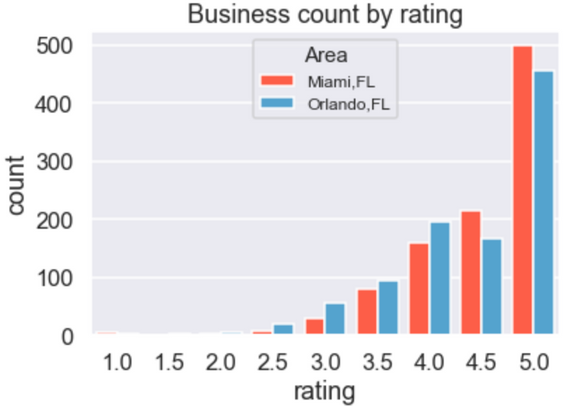 Business count by rating
500
400
300
200
100
0
count
Area
Miami,FL
Orlando,FL
1.0 1.5 2.0 2.5 3.0 3.5 4.0 4.5 5.0
rating